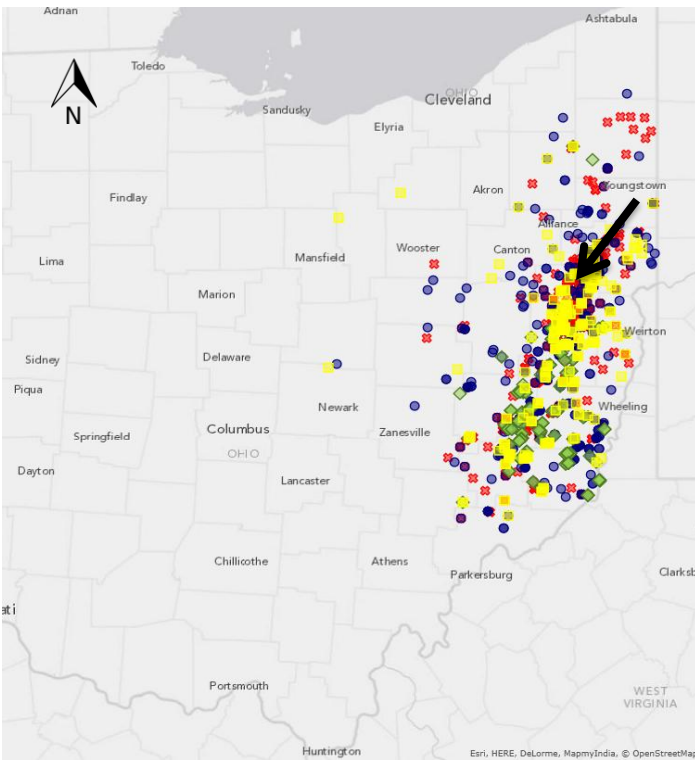 Adrian
Ashtabula
Toledo
OHIO
Cleveland
N
Sandusky
Elyria
Youngstown
Akron
Findlay
Alliance
Wooster
Canton
Mansfield
Lima
Marion
Weirton
Delaware
Sidney
Piqua
Newark
Wheeling
Columbus
Zanesville
Springfield
OHIO
Dayton
Lancaster
Chillicothe
Athens
Parkersburg
Clarksb
ati
Portsmouth
WEST
VIRGINIA
Huntington
Esri, HERE, DeLorme, MapmyIndia, © OpenStreetMap